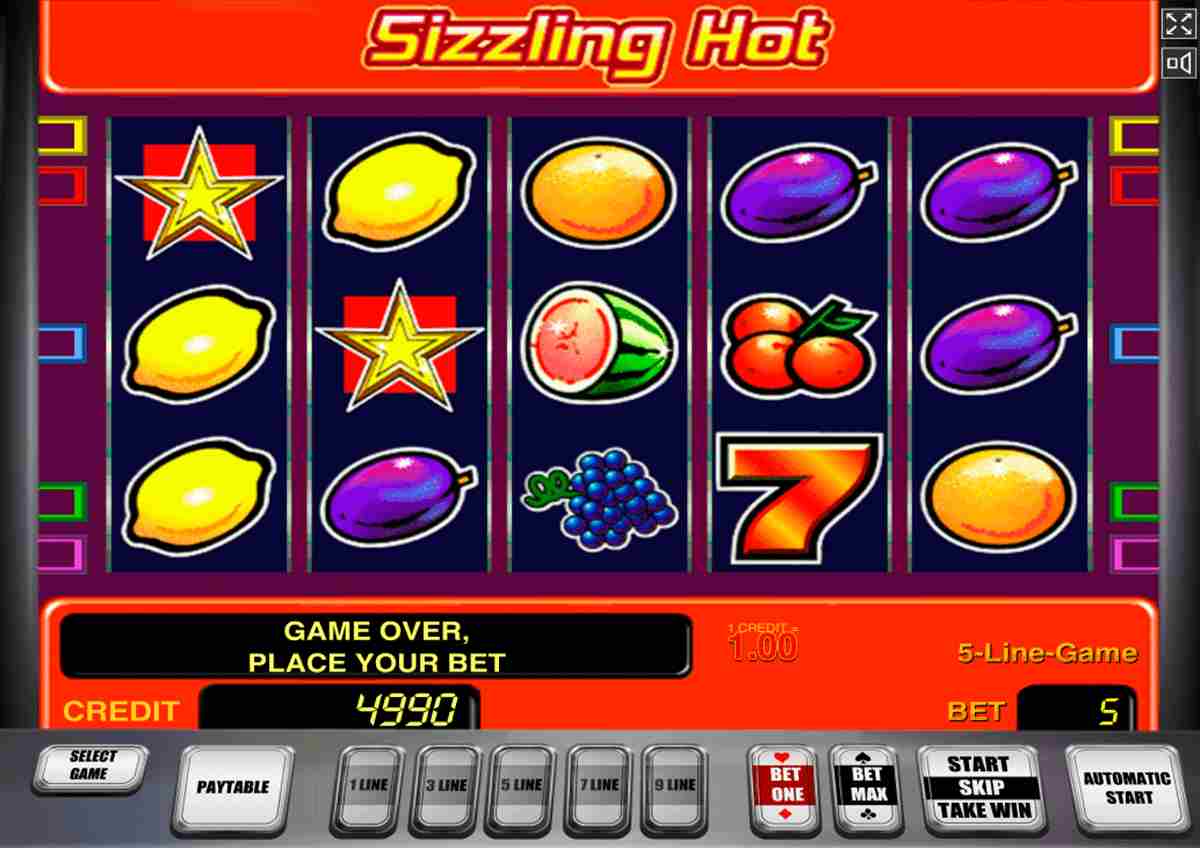 Sizzling Hot
7
GAME OVER,
PLACE YOUR BET
1 CREDIT =
1.00
5-Line-Game
CREDIT
4990
BET
5
SELECT
GAME
PAYTABLE
1 LINE
3 LINE
5 LINE
7 LINE
9 LINE
BET
ONE
BET
MAX
START
SKIP
TAKE WIN
AUTOMATIC
START